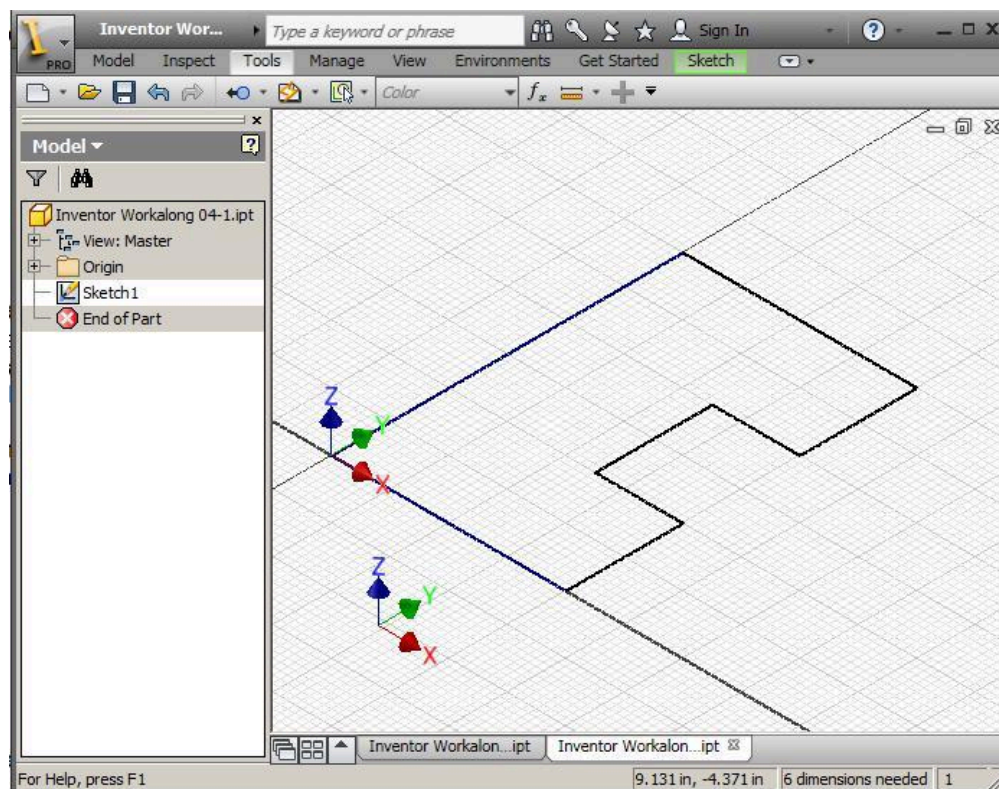 Inventor Wor... Type a keyword or phrase Sign In
PRO Model Inspect Tools Manage View Environments Get Started Sketch
Color fx
Model
Inventor Workalong 04-1.ipt
View: Master
Origin
Sketch1
End of Part
Z
Y
X
Z
Y
X
Inventor Workalon...ipt Inventor Workalon...ipt
For Help, press F1 9.131 in, -4.371 in 6 dimensions needed 1